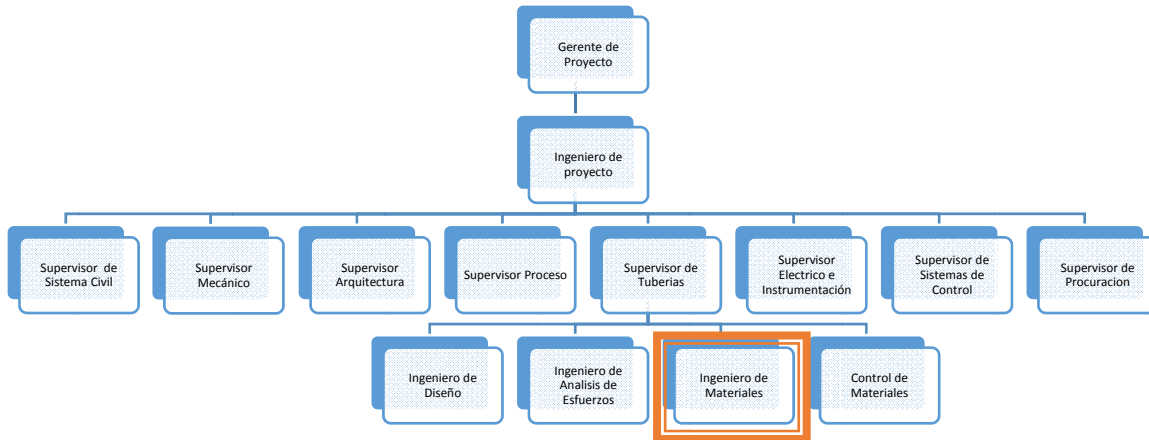 Gerente de
Proyecto
Ingeniero de
proyecto
Supervisor de
Sistema Civil
Supervisor
Mecánico
Supervisor
Arquitectura
Supervisor Proceso
Supervisor de
Tuberias
Supervisor
Electrico e
Instrumentación
Supervisor de
Sistemas de
Control
Supervisor de
Procuracion
Ingeniero de
Diseño
Ingeniero de
Analisis de
Esfuerzos
Ingeniero de
Materiales
Control de
Materiales